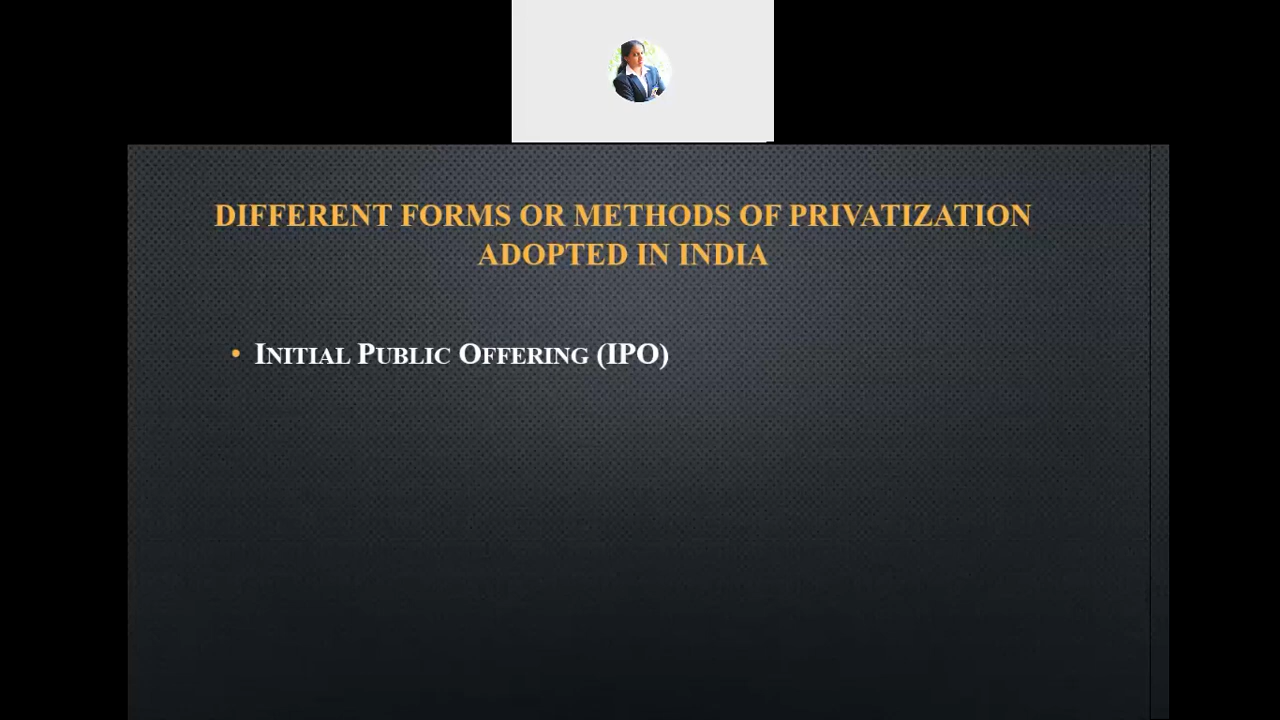 DIFFERENT FORMS OR METHODS OF PRIVATIZATION
ADOPTED IN INDIA
• INITIAL PUBLIC OFFERING (IPO)